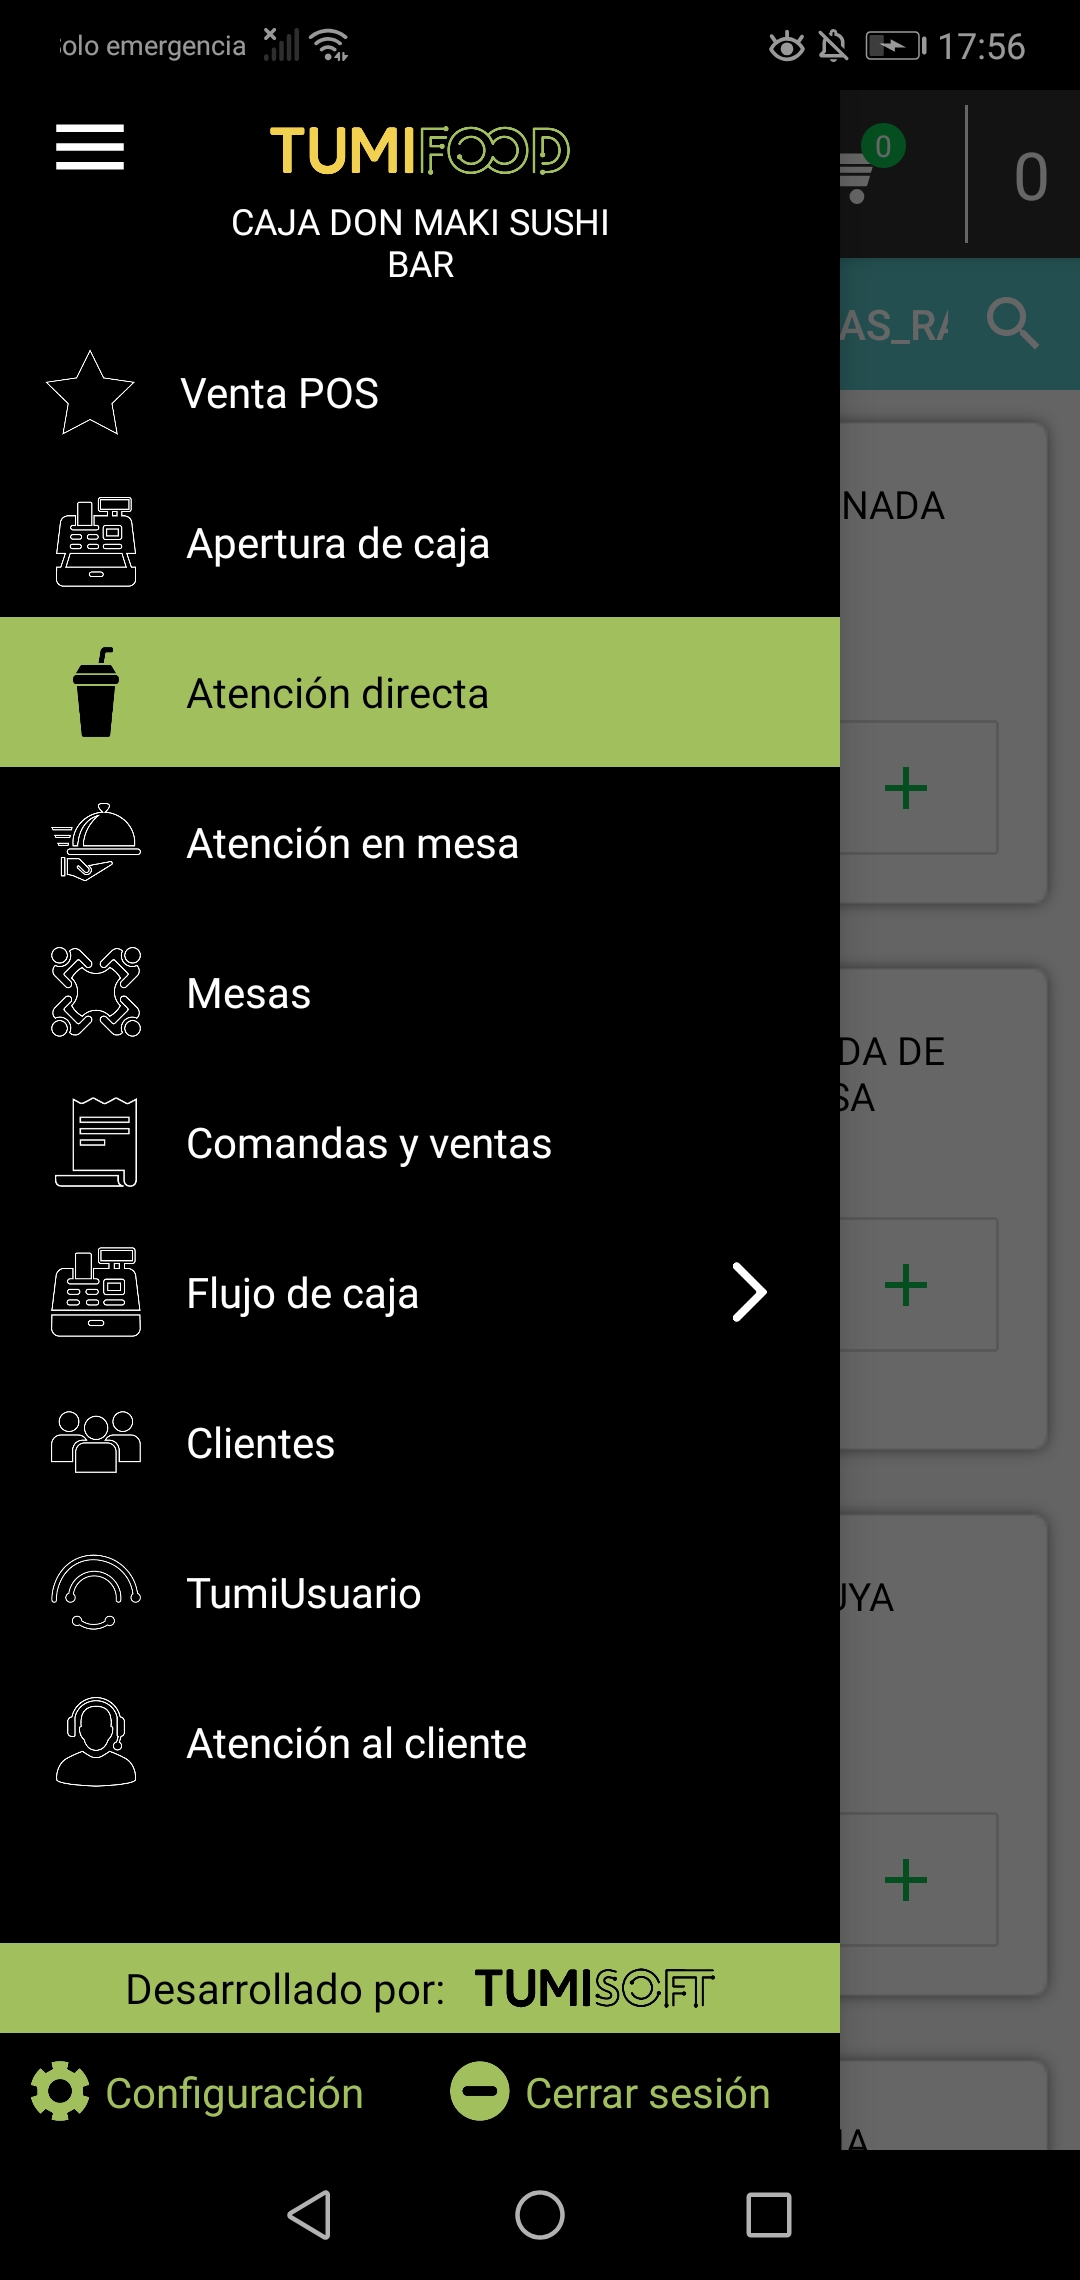 olo emergencia
17:56
TUMIFOOD
0
0
CAJA DON MAKI SUSHI
BAR
AS_RA
Venta POS
NADA
Apertura de caja
Atención directa
Atención en mesa
Mesas
DA DE
SA
Comandas y ventas
Flujo de caja
Clientes
TumiUsuario
UYA
Atención al cliente
Desarrollado por: TUMISOFT
Configuración
Cerrar sesión